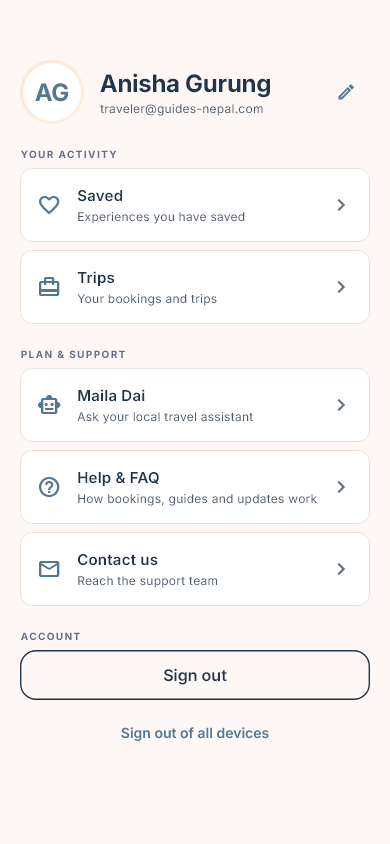 AG
Anisha Gurung
traveler@guides-nepal.com
YOUR ACTIVITY
Saved
Experiences you have saved
Trips
Your bookings and trips
PLAN & SUPPORT
Maila Dai
Ask your local travel assistant
Help & FAQ
How bookings, guides and updates work
Contact us
Reach the support team
ACCOUNT
Sign out
Sign out of all devices